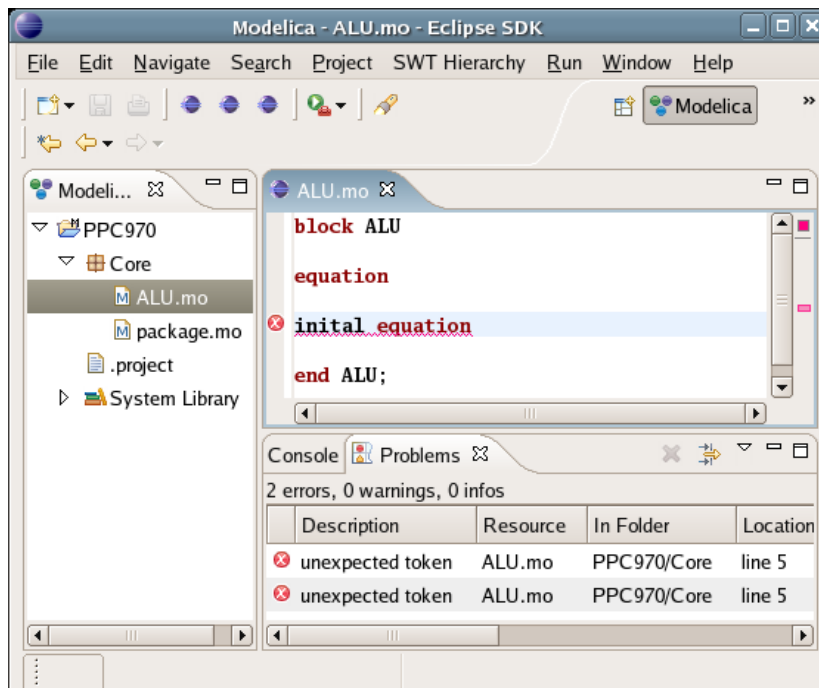 Modelica - ALU.mo - Eclipse SDK
File Edit Navigate Search Project SWT Hierarchy Run Window Help
Modelica »
Modeli...
PPC970
Core
ALU.mo
package.mo
.project
System Library
ALU.mo
block ALU
equation
inital equation
end ALU;
Console Problems
2 errors, 0 warnings, 0 infos
Description Resource In Folder Location
unexpected token ALU.mo PPC970/Core line 5
unexpected token ALU.mo PPC970/Core line 5